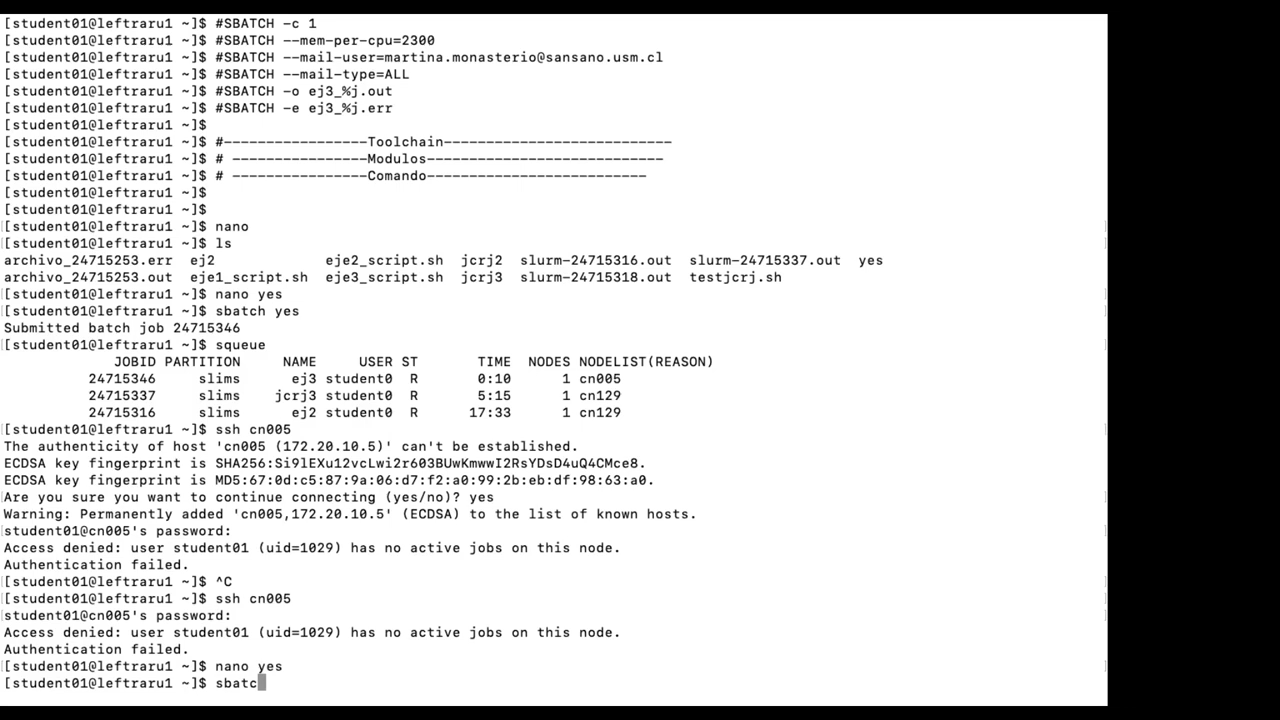 [student01@leftraru1 ~]$ #SBATCH -c 1
[student01@leftraru1 ~]$ #SBATCH --mem-per-cpu=2300
[student01@leftraru1 ~]$ #SBATCH --mail-user=martina.monasterio@sansano.usm.cl
[student01@leftraru1 ~]$ #SBATCH --mail-type=ALL
[student01@leftraru1 ~]$ #SBATCH -o ej3_%j.out
[student01@leftraru1 ~]$ #SBATCH -e ej3_%j.err
[student01@leftraru1 ~]$
[student01@leftraru1 ~]$ #-----------------Toolchain---------------------------
[student01@leftraru1 ~]$ # ----------------Modulos----------------------------
[student01@leftraru1 ~]$ # ----------------Comando--------------------------
[student01@leftraru1 ~]$
[student01@leftraru1 ~]$
[student01@leftraru1 ~]$ nano
[student01@leftraru1 ~]$ ls
archivo_24715253.err  ej2             eje2_script.sh  jcrj2  slurm-24715316.out  slurm-24715337.out  yes
archivo_24715253.out  eje1_script.sh  eje3_script.sh  jcrj3  slurm-24715318.out  testjcrj.sh
[student01@leftraru1 ~]$ nano yes
[student01@leftraru1 ~]$ sbatch yes
Submitted batch job 24715346
[student01@leftraru1 ~]$ squeue
JOBID PARTITION     NAME     USER ST       TIME  NODES NODELIST(REASON)
24715346     slims      ej3 student0  R       0:10      1 cn005
24715337     slims    jcrj3 student0  R       5:15      1 cn129
24715316     slims      ej2 student0  R      17:33      1 cn129
[student01@leftraru1 ~]$ ssh cn005
The authenticity of host 'cn005 (172.20.10.5)' can't be established.
ECDSA key fingerprint is SHA256:Si9lEXu12vcLwi2r603BUwKmwwI2RsYDsD4uQ4CMce8.
ECDSA key fingerprint is MD5:67:0d:c5:87:9a:06:d7:f2:a0:99:2b:eb:df:98:63:a0.
Are you sure you want to continue connecting (yes/no)? yes
Warning: Permanently added 'cn005,172.20.10.5' (ECDSA) to the list of known hosts.
student01@cn005's password:
Access denied: user student01 (uid=1029) has no active jobs on this node.
Authentication failed.
[student01@leftraru1 ~]$ ^C
[student01@leftraru1 ~]$ ssh cn005
student01@cn005's password:
Access denied: user student01 (uid=1029) has no active jobs on this node.
Authentication failed.
[student01@leftraru1 ~]$ nano yes
[student01@leftraru1 ~]$ sbatc